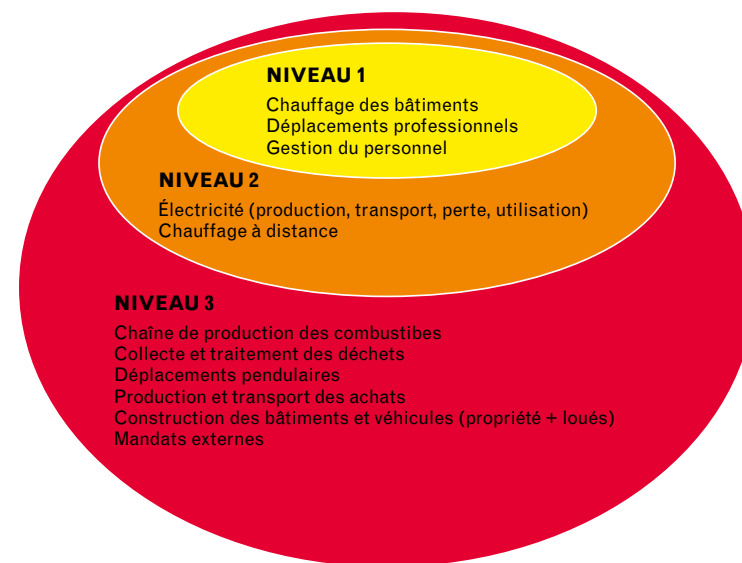 NIVEAU 1
Chauffage des bâtiments
Déplacements professionnels
Gestion du personnel
NIVEAU 2
Électricité (production, transport, perte, utilisation)
Chauffage à distance
NIVEAU 3
Chaîne de production des combustibes
Collecte et traitement des déchets
Déplacements pendulaires
Production et transport des achats
Construction des bâtiments et véhicules (propriété + loués)
Mandats externes